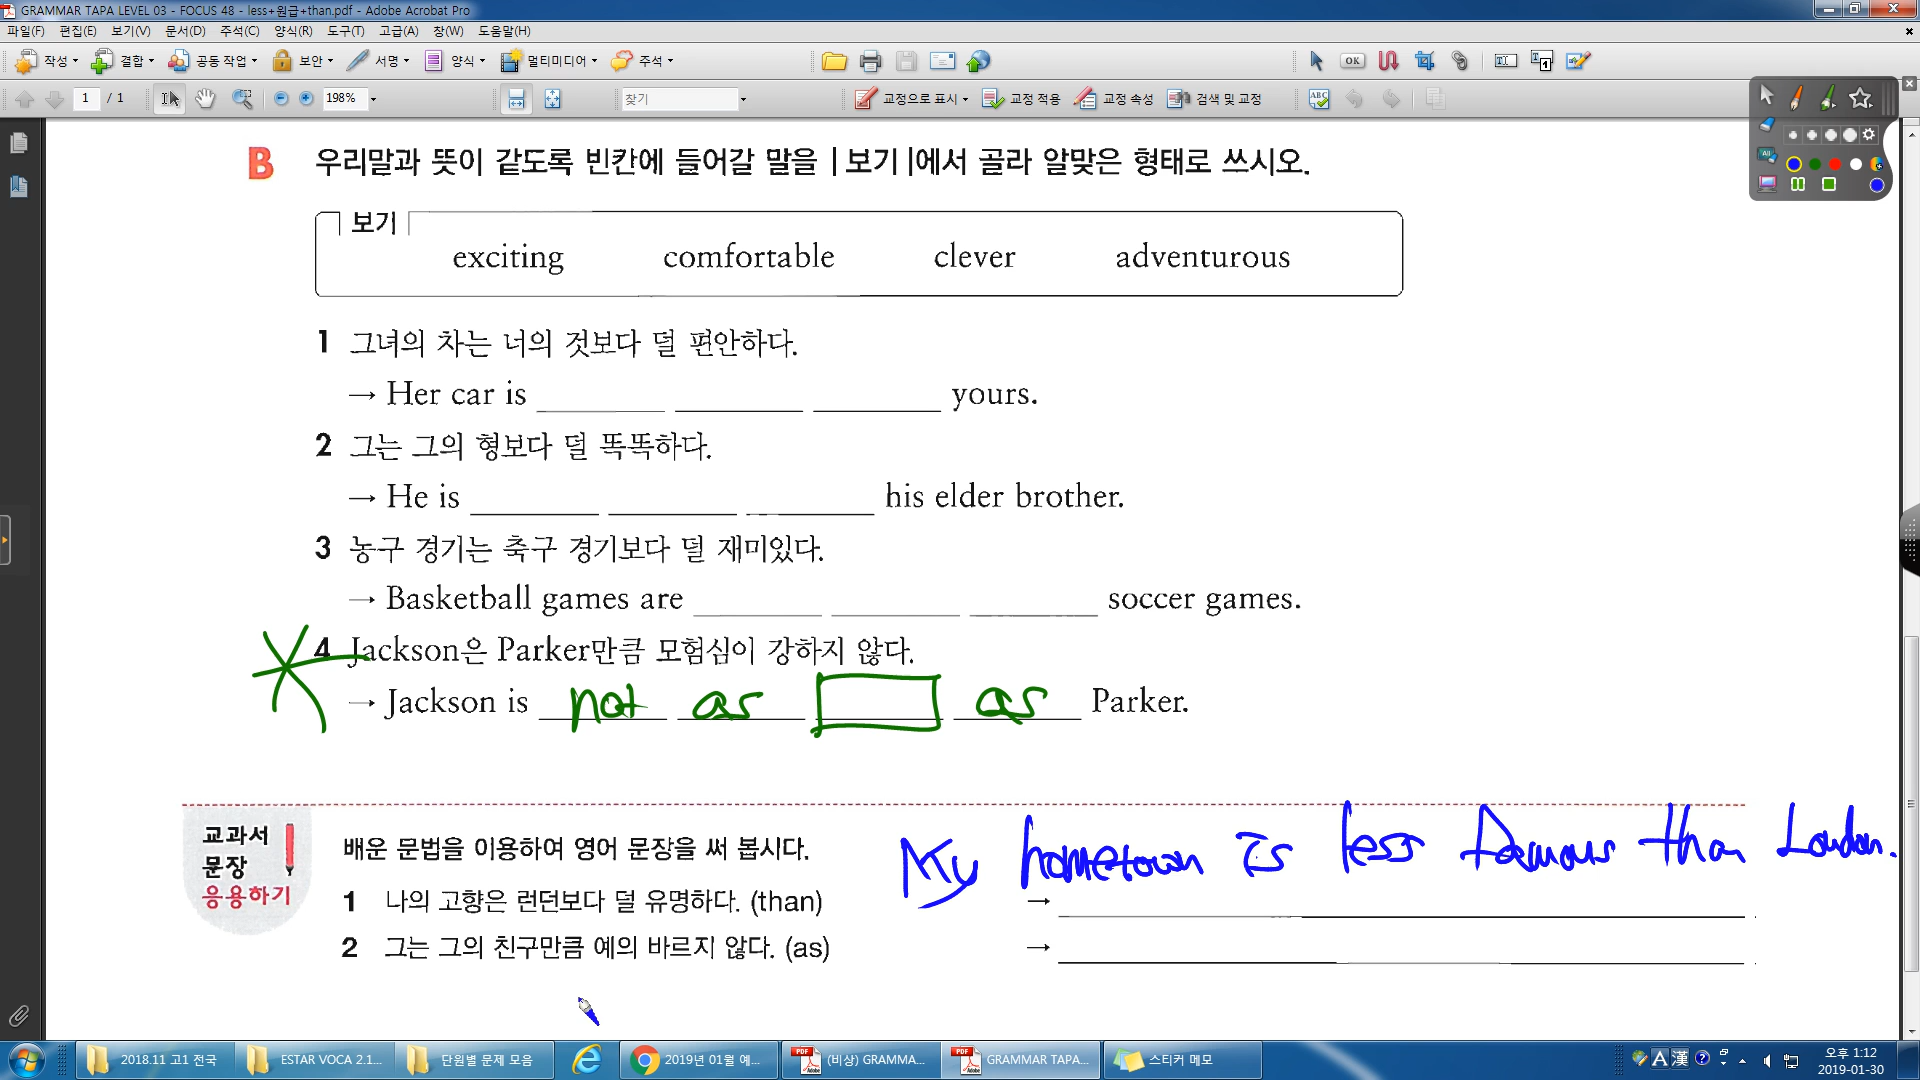 GRAMMAR TAPA LEVEL 03 - FOCUS 48 - less+원급+than.pdf - Adobe Acrobat Pro
파일(F) 편집(E) 보기(V) 문서(D) 주석(C) 양식(R) 도구(T) 고급(A) 창(W) 도움말(H)
작성 결합 공동 작업 보안 서명 양식 멀티미디어 주석 OK
1 / 1 198% 찾기 교정으로 표시 교정 적용 교정 속성 검색 및 교정 ABC
B 우리말과 뜻이 같도록 빈칸에 들어갈 말을 |보기|에서 골라 알맞은 형태로 쓰시오.
보기
exciting comfortable clever adventurous
1 그녀의 차는 너의 것보다 덜 편안하다.
→ Her car is ___ ___ ___ yours.
2 그는 그의 형보다 덜 똑똑하다.
→ He is ___ ___ ___ his elder brother.
3 농구 경기는 축구 경기보다 덜 재미있다.
→ Basketball games are ___ ___ ___ soccer games.
4 Jackson은 Parker만큼 모험심이 강하지 않다.
→ Jackson is not as ___ as Parker.
교과서
문장
응용하기
배운 문법을 이용하여 영어 문장을 써 봅시다.
My hometown is less famous than London.
1 나의 고향은 런던보다 덜 유명하다. (than) →
2 그는 그의 친구만큼 예의 바르지 않다. (as) →
2018.11 고1 전국 ESTAR VOCA 2.1... 단원별 문제 모음 2019년 01월 예... (비상) GRAMMA... GRAMMAR TAPA... 스티커 메모 A 漢 오후 1:12
2019-01-30